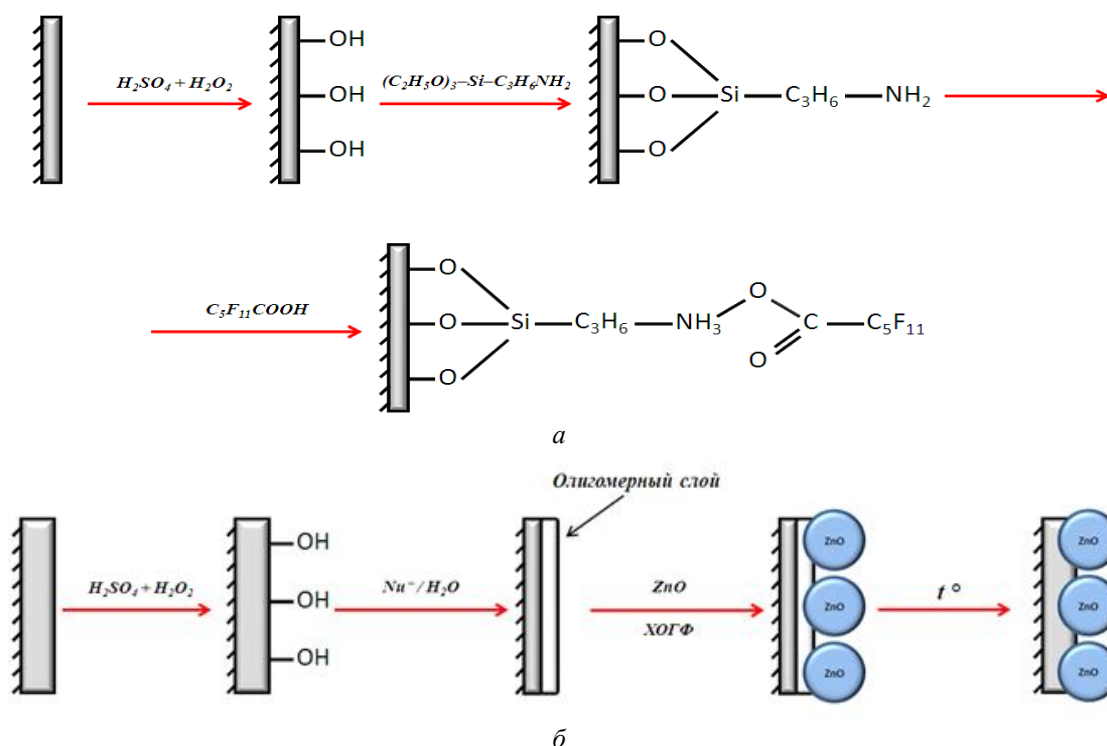 H₂SO₄ + H₂O₂
OH
OH
OH
(C₂H₅O)₃–Si–C₃H₆NH₂
O
O
O
Si
C₃H₆
NH₂
C₅F₁₁COOH
O
O
O
Si
C₃H₆
NH₃
O
C
O
C₅F₁₁
а
Олигомерный слой
H₂SO₄ + H₂O₂
OH
OH
OH
Nu⁻ / H₂O
ZnO
ХОГФ
ZnO
ZnO
ZnO
t °
ZnO
ZnO
ZnO
б